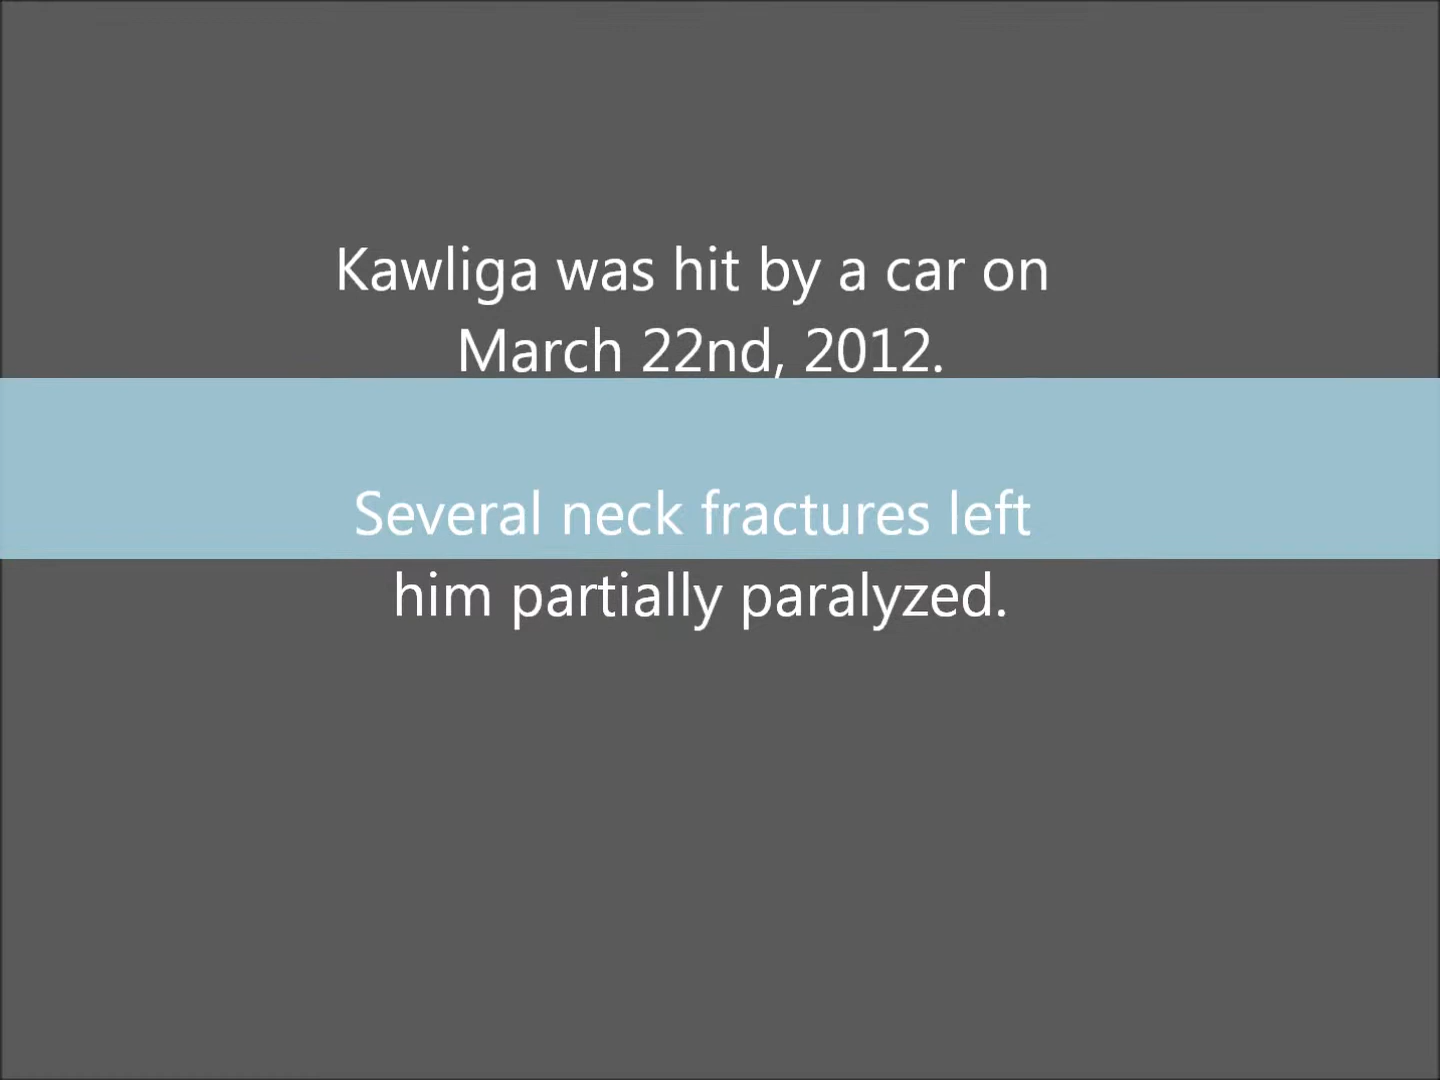 Kawliga was hit by a car on
March 22nd, 2012.
Several neck fractures left
him partially paralyzed.